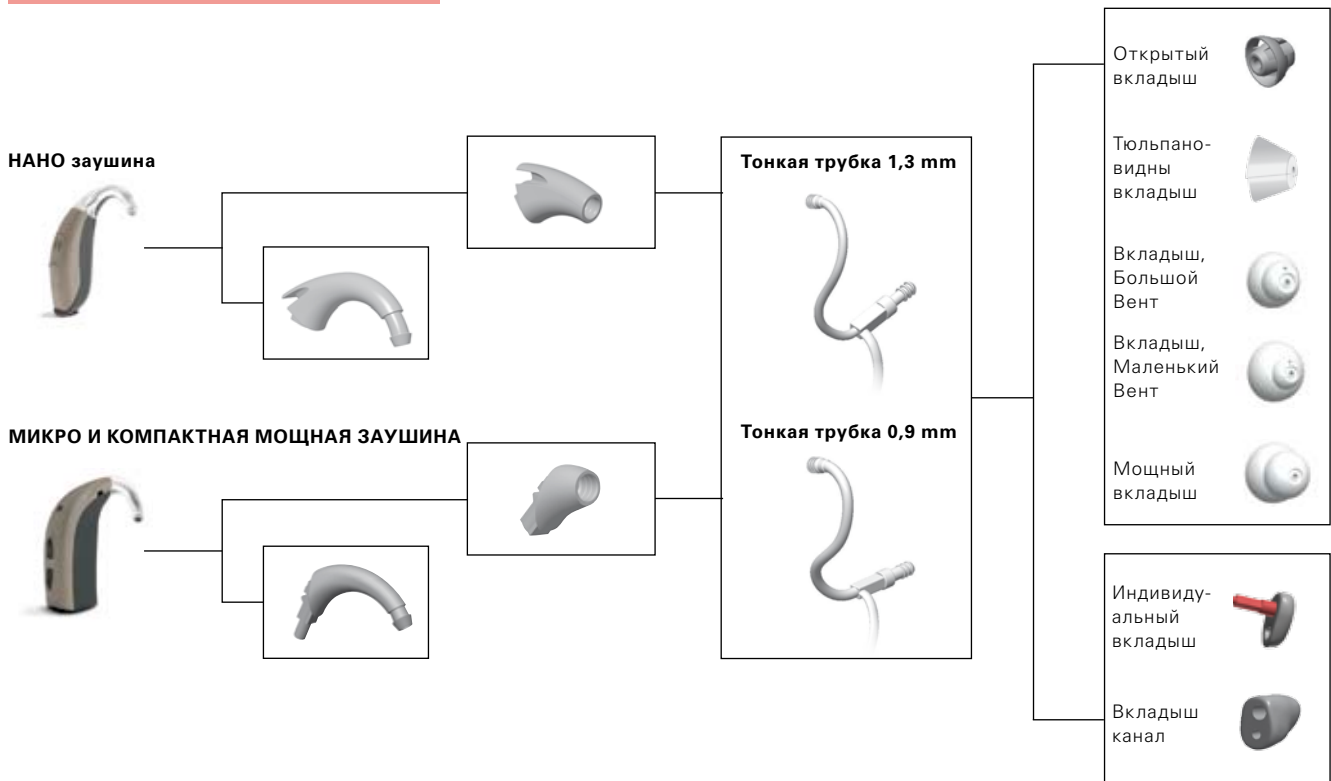 НАНО заушина
МИКРО И КОМПАКТНАЯ МОЩНАЯ ЗАУШИНА
Тонкая трубка 1,3 mm
Тонкая трубка 0,9 mm
Открытый
вкладыш
Тюльпано-
видны
вкладыш
Вкладыш,
Большой
Вент
Вкладыш,
Маленький
Вент
Мощный
вкладыш
Индивиду-
альный
вкладыш
Вкладыш
канал